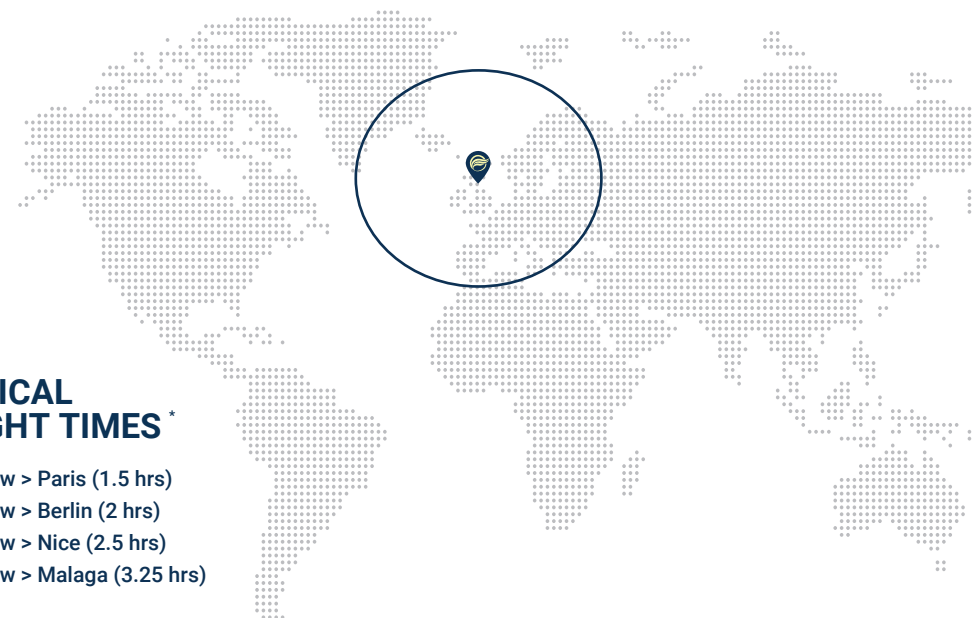 ICAL
GHT TIMES *
w > Paris (1.5 hrs)
w > Berlin (2 hrs)
w > Nice (2.5 hrs)
w > Malaga (3.25 hrs)